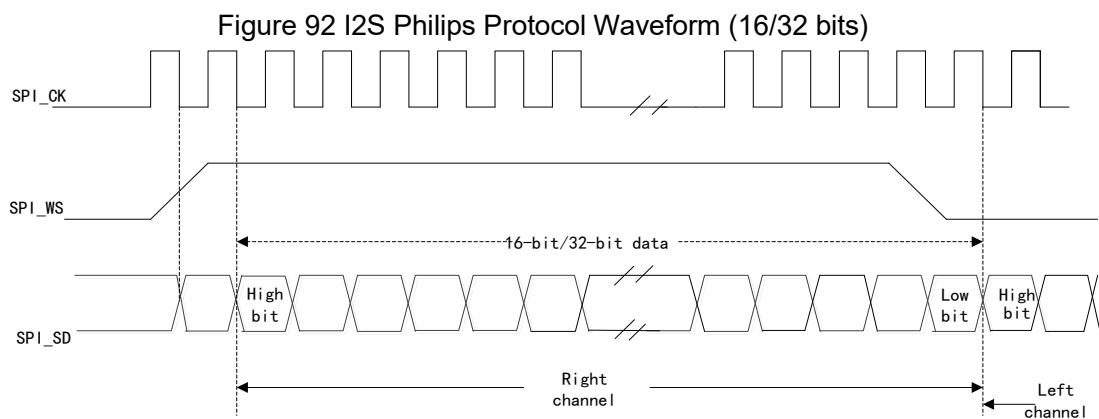 Figure 92 I2S Philips Protocol Waveform (16/32 bits)
SPI_CK
SPI_WS
16-bit/32-bit data
High
bit
Low
bit
High
bit
SPI_SD
Right
channel
Left
channel